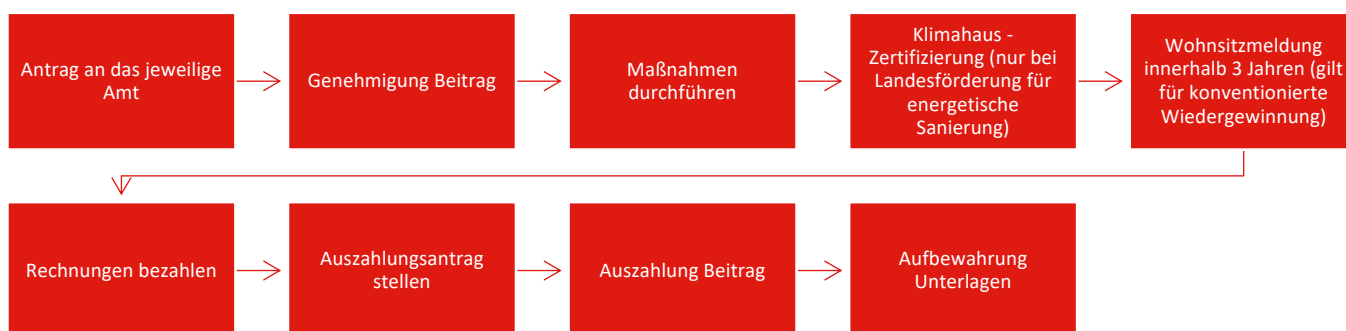 Antrag an das jeweilige
Amt
Genehmigung Beitrag
Maßnahmen
durchführen
Klimahaus -
Zertifizierung (nur bei
Landesförderung für
energetische
Sanierung)
Wohnsitzmeldung
innerhalb 3 Jahren (gilt
für konventionierte
Wiedergewinnung)
Rechnungen bezahlen
Auszahlungsantrag
stellen
Auszahlung Beitrag
Aufbewahrung
Unterlagen